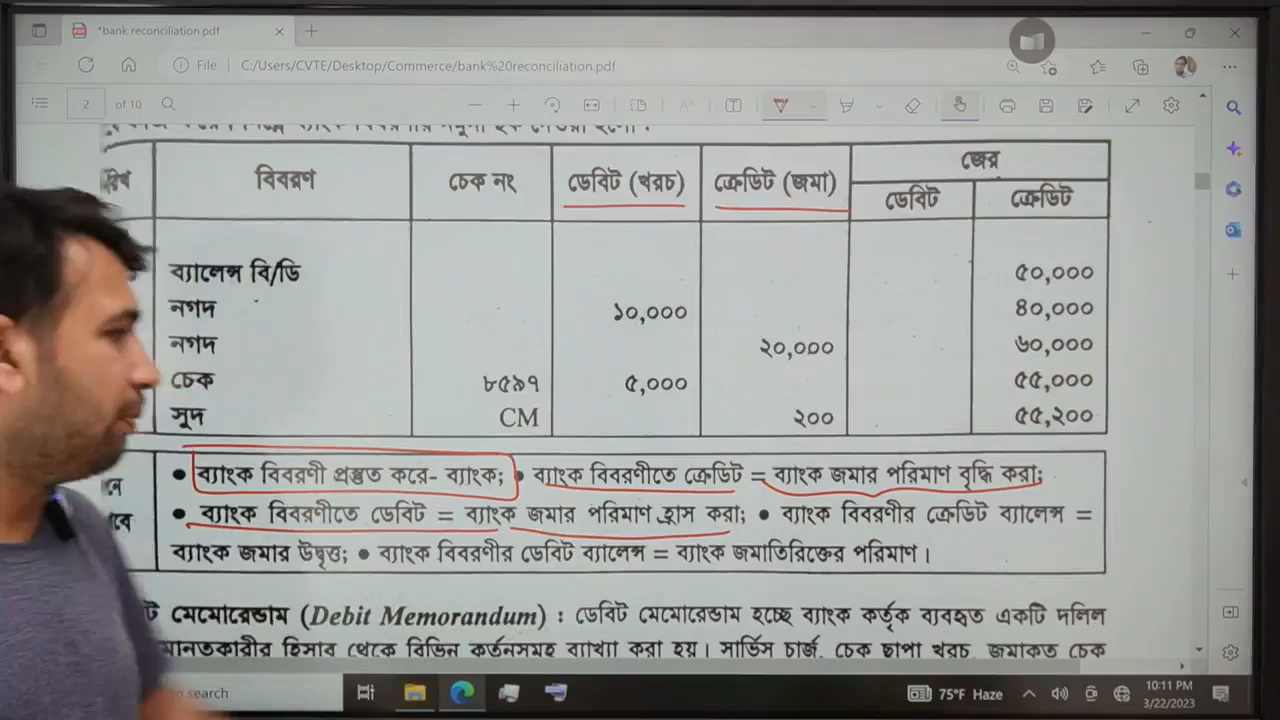 *bank reconciliation.pdf
File
C:/Users/CVTE/Desktop/Commerce/bank%20reconciliation.pdf
2 of 10
বিবরণ চেক নং ডেবিট (খরচ) ক্রেডিট (জমা) জের
ডেবিট ক্রেডিট
ব্যালেন্স বি/ডি ৫০,০০০
নগদ ১০,০০০ ৪০,০০০
নগদ ২০,০০০ ৬০,০০০
চেক ৮৫৯৭ ৫,০০০ ৫৫,০০০
সুদ CM ২০০ ৫৫,২০০
• ব্যাংক বিবরণী প্রস্তুত করে- ব্যাংক; • ব্যাংক বিবরণীতে ক্রেডিট = ব্যাংক জমার পরিমাণ বৃদ্ধি করা;
• ব্যাংক বিবরণীতে ডেবিট = ব্যাংক জমার পরিমাণ হ্রাস করা; • ব্যাংক বিবরণীর ক্রেডিট ব্যালেন্স =
ব্যাংক জমার উদ্বৃত্ত; • ব্যাংক বিবরণীর ডেবিট ব্যালেন্স = ব্যাংক জমাতিরিক্তের পরিমাণ।
মেমোরেন্ডাম (Debit Memorandum) : ডেবিট মেমোরেন্ডাম হচ্ছে ব্যাংক কর্তৃক ব্যবহৃত একটি দলিল
হিসাব থেকে বিভিন্ন কর্তনসমূহ ব্যাখ্যা করা হয়। সার্ভিস চার্জ, চেক ছাপা খরচ, জমাকৃত চেক
search
75°F Haze
10:11 PM
3/22/2023